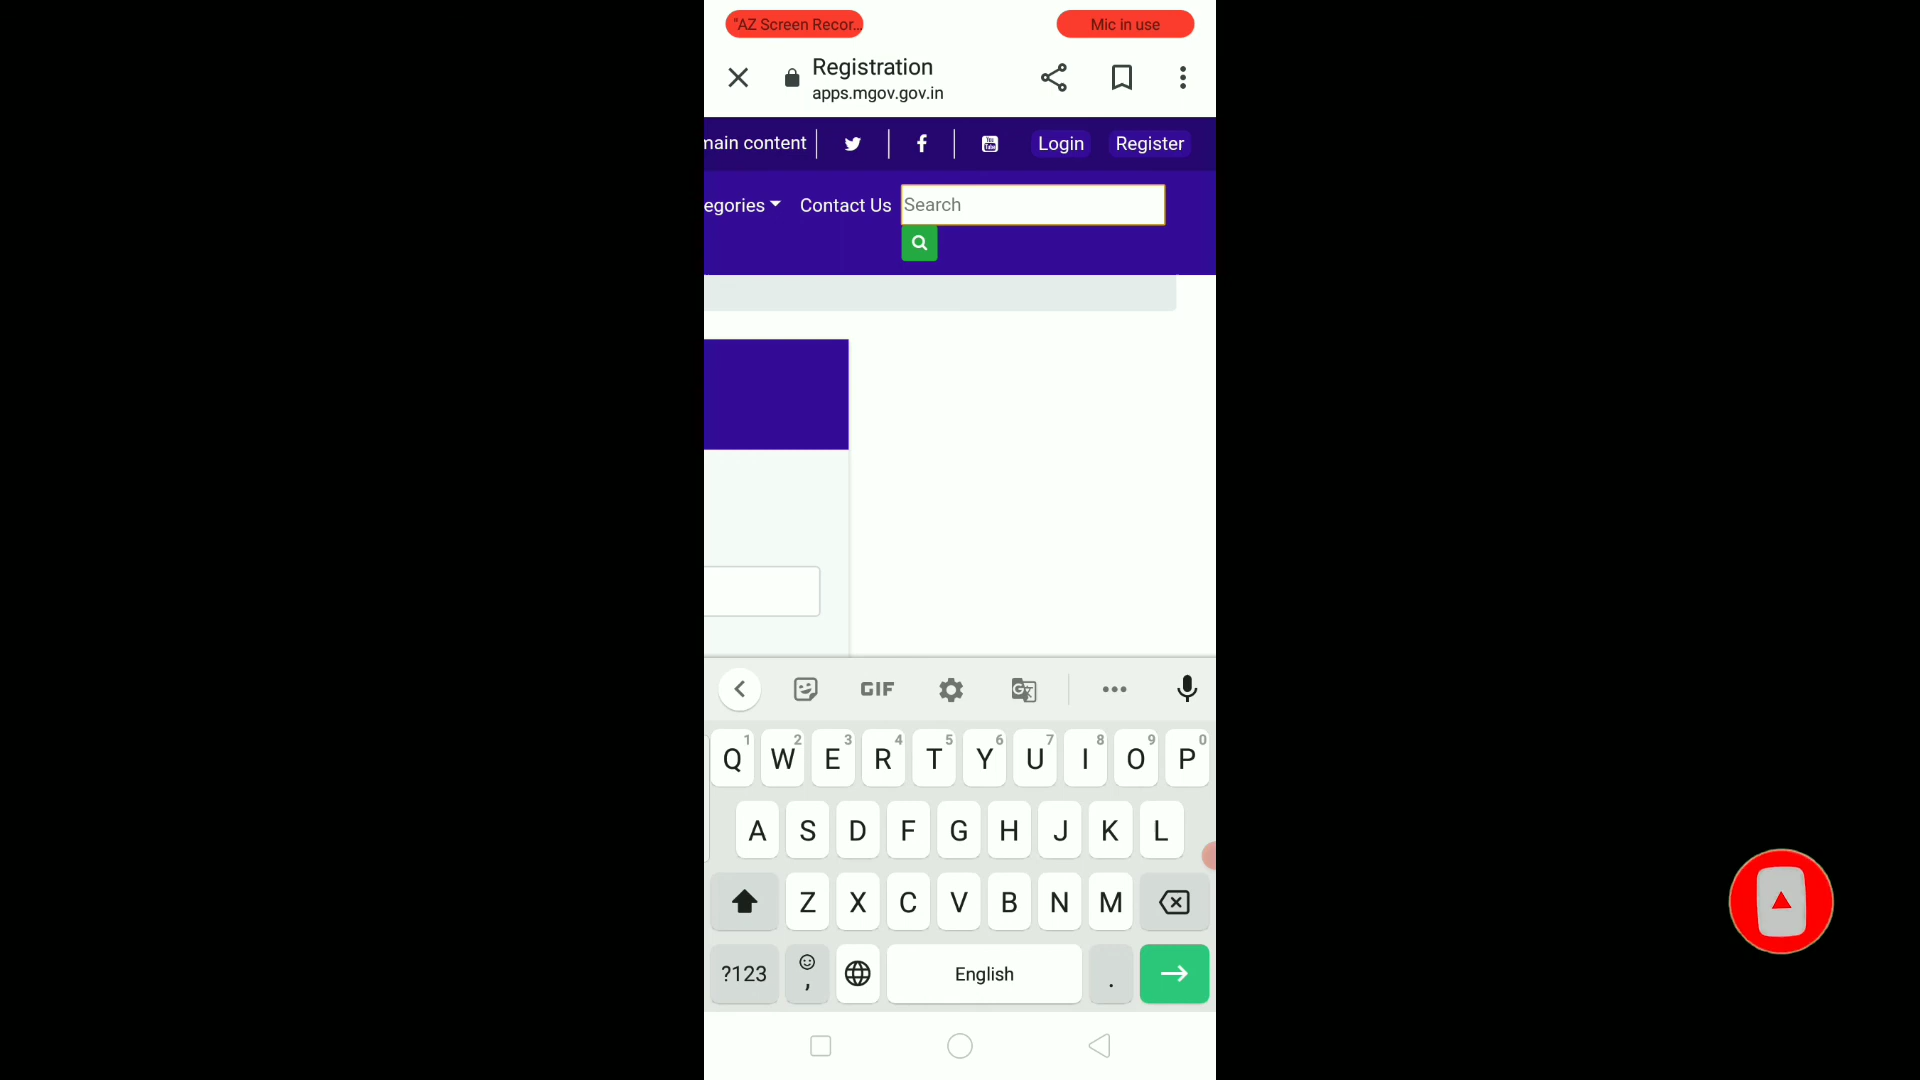 "AZ Screen Recor...
Mic in use
Registration
apps.mgov.gov.in
main content
Login
Register
egories
Contact Us
Search
GIF
Q 1 W 2 E 3 R 4 T 5 Y 6 U 7 I 8 O 9 P 0
A S D F G H J K L
Z X C V B N M
?123 , English .